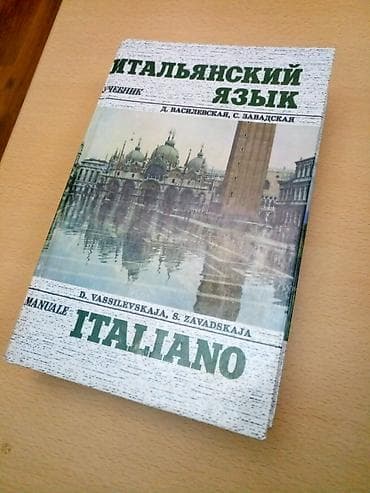 ИТАЛЬЯНСКИЙ
УЧЕБНИК
ЯЗЫК
Д. ВАСИЛЕВСКАЯ, С. ЗАВАДСКАЯ
D. VASSILEVSKAJA, S. ZAVADSKAJA
MANUALE
ITALIANO